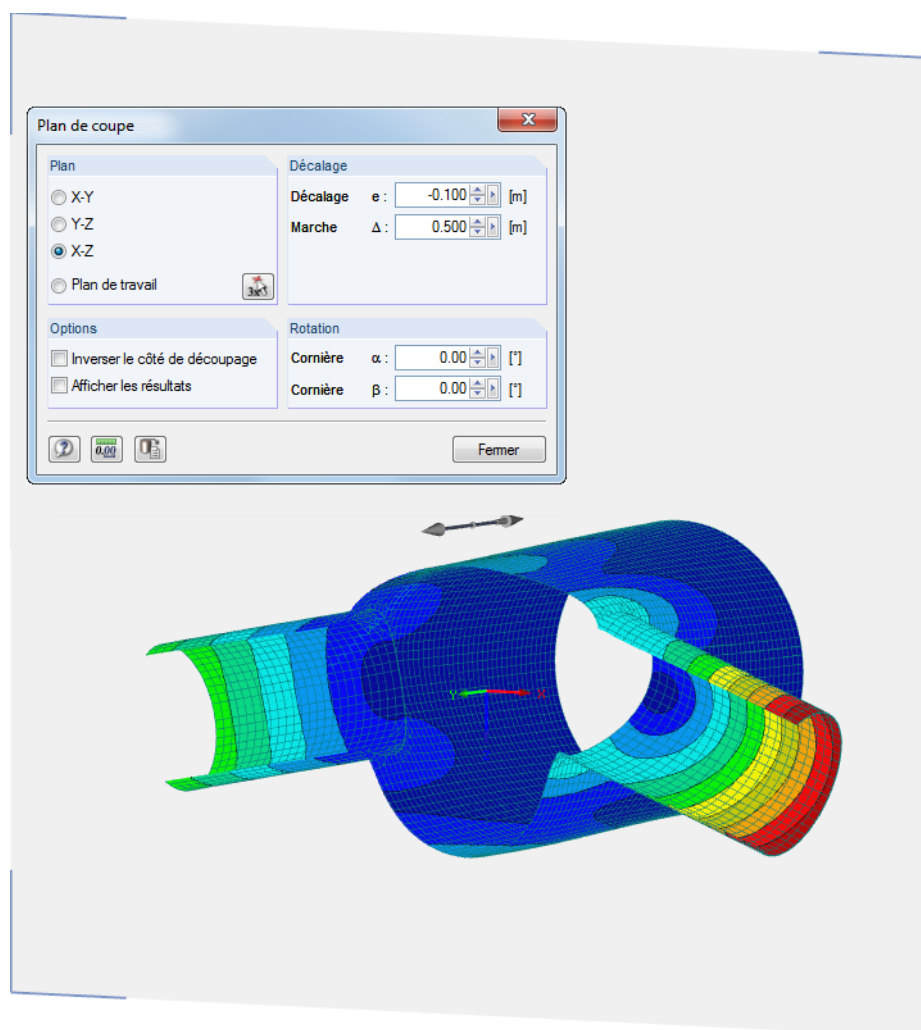 Plan de coupe
Plan
X-Y
Y-Z
X-Z
Plan de travail
3x
Décalage
Décalage e : -0.100 [m]
Marche Δ : 0.500 [m]
Options
Inverser le côté de découpage
Afficher les résultats
Rotation
Cornière α : 0.00 [°]
Cornière β : 0.00 [°]
0.00
Fermer
Y X